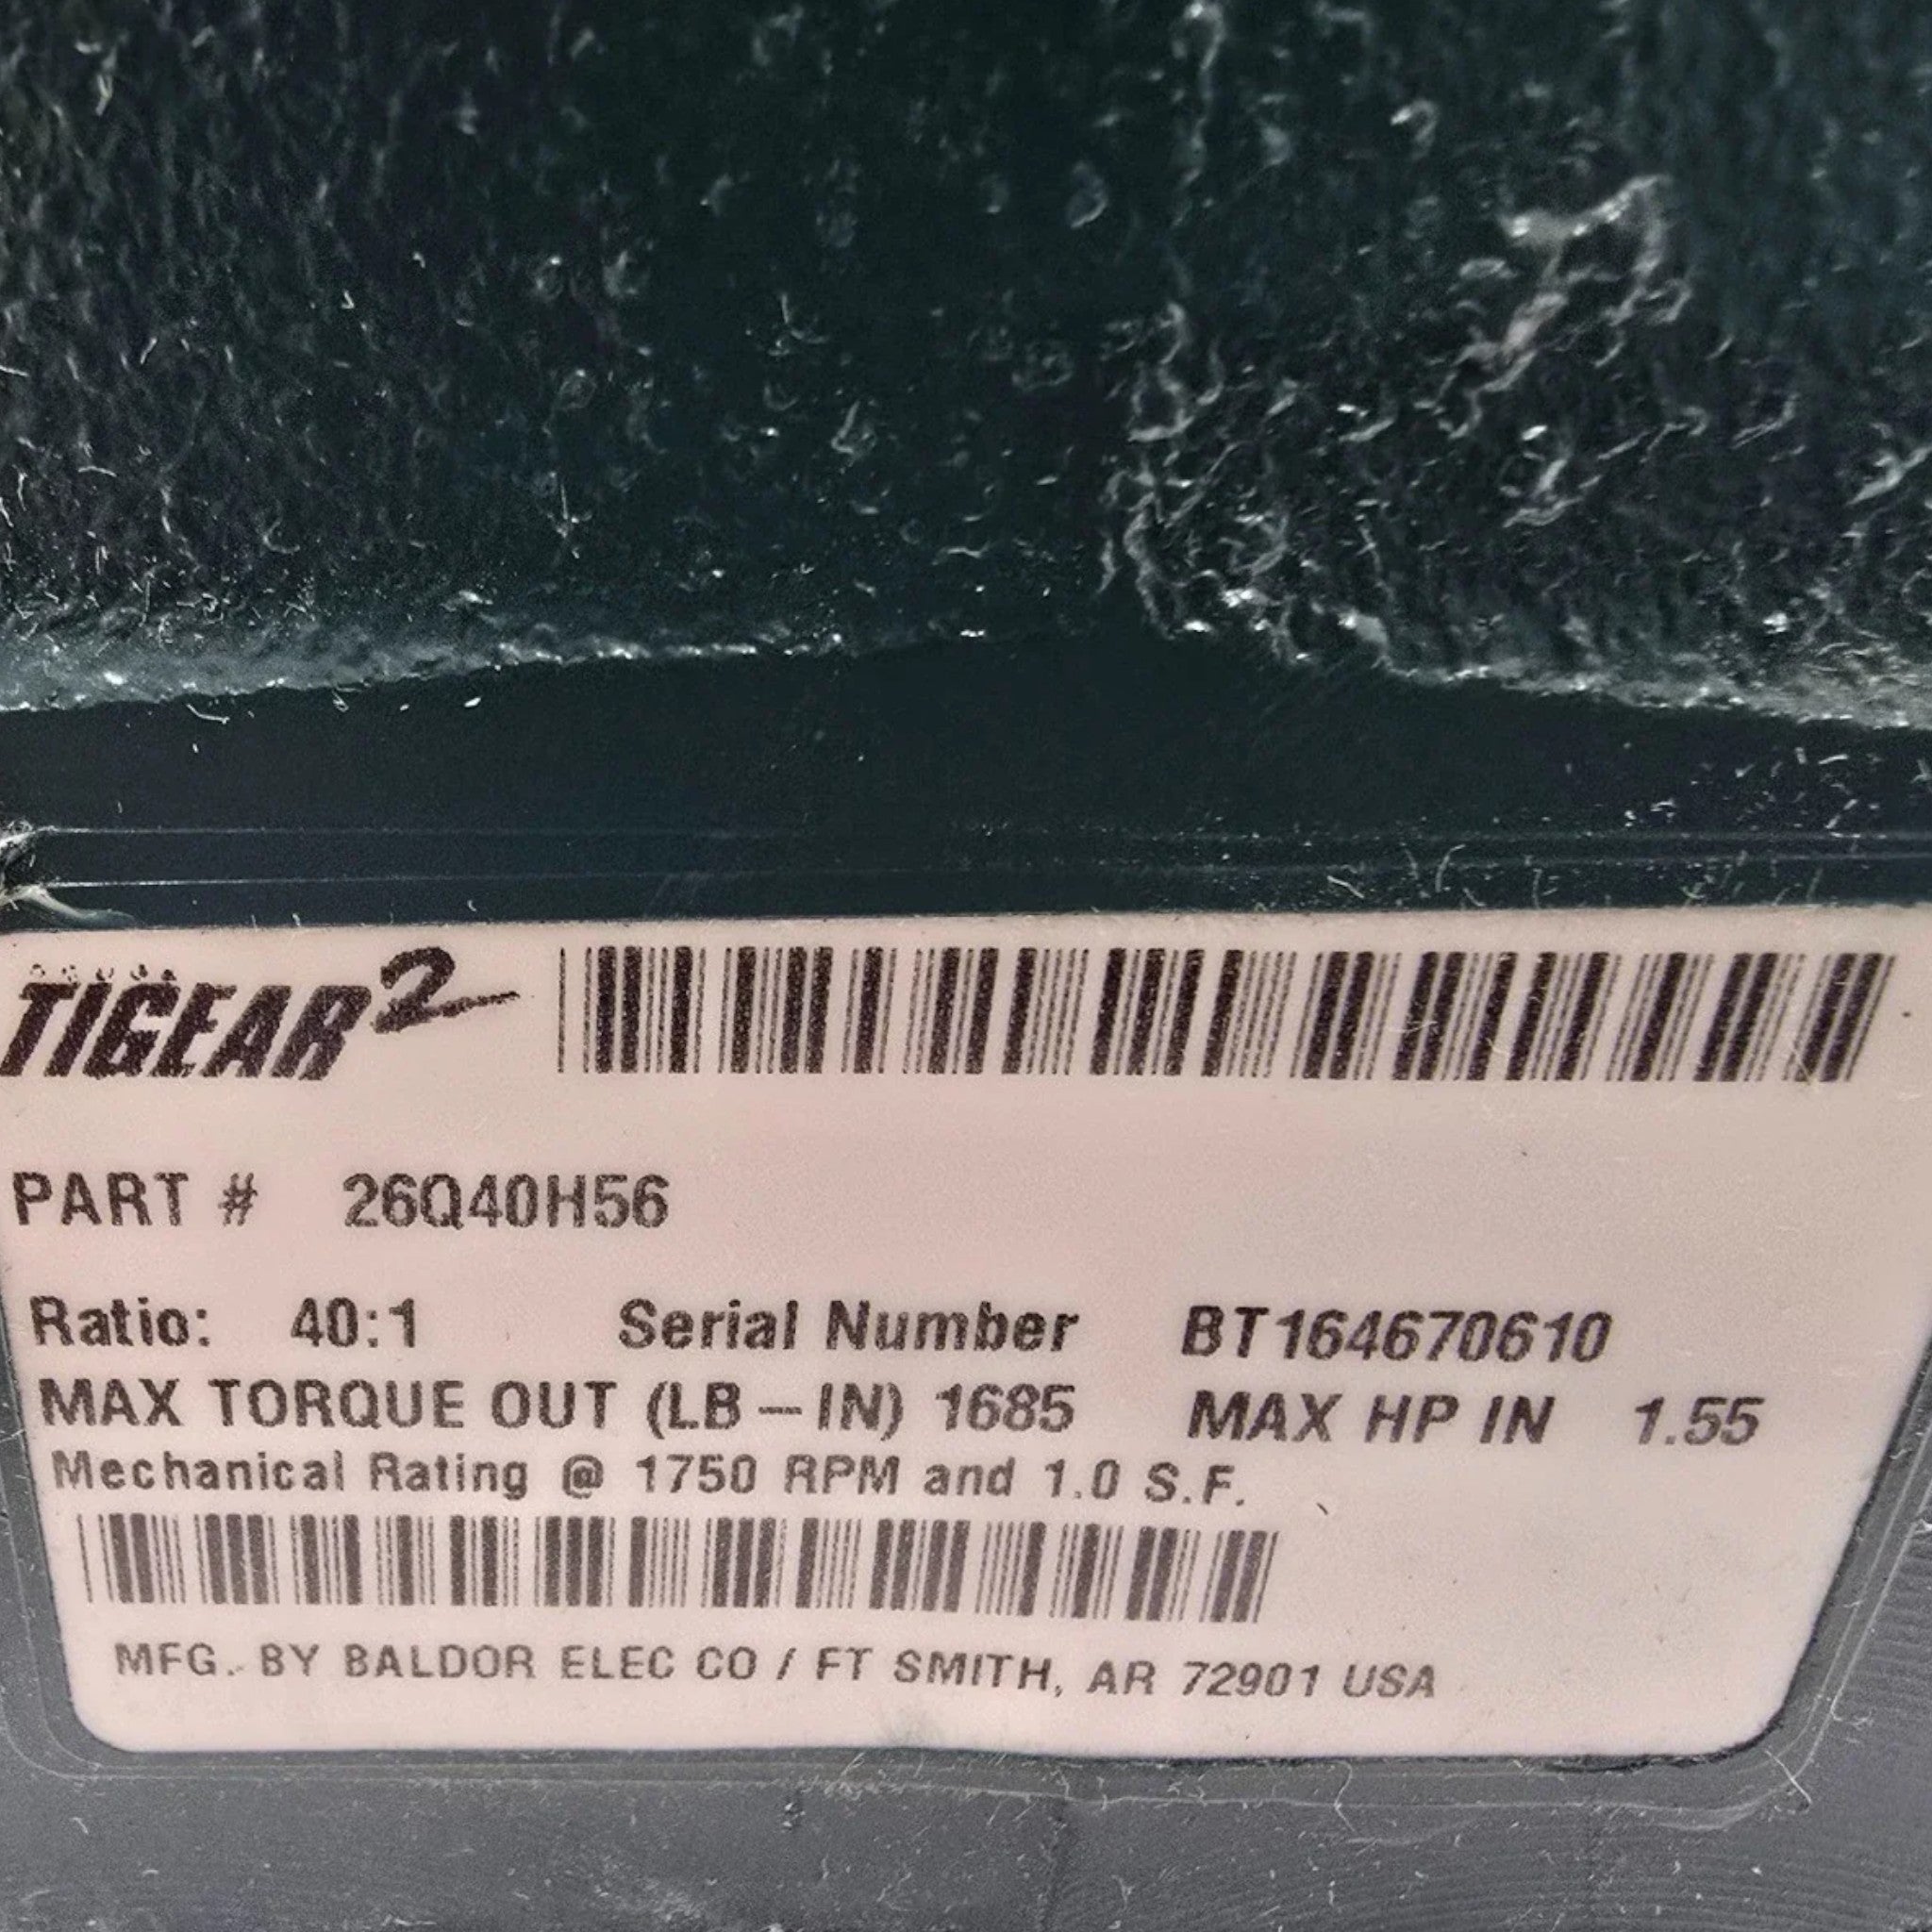 TIGEAR2
PART # 26Q40H56
Ratio: 40:1 Serial Number BT164670610
MAX TORQUE OUT (LB-IN) 1685 MAX HP IN 1.55
Mechanical Rating @ 1750 RPM and 1.0 S.F.
MFG. BY BALDOR ELEC CO / FT SMITH, AR 72901 USA